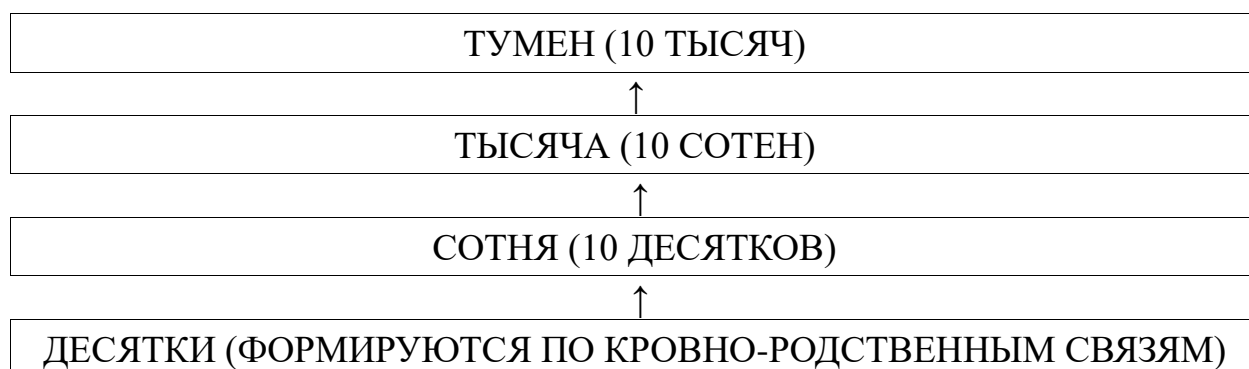 ТУМЕН (10 ТЫСЯЧ)
↑
ТЫСЯЧА (10 СОТЕН)
↑
СОТНЯ (10 ДЕСЯТКОВ)
↑
ДЕСЯТКИ (ФОРМИРУЮТСЯ ПО КРОВНО-РОДСТВЕННЫМ СВЯЗЯМ)